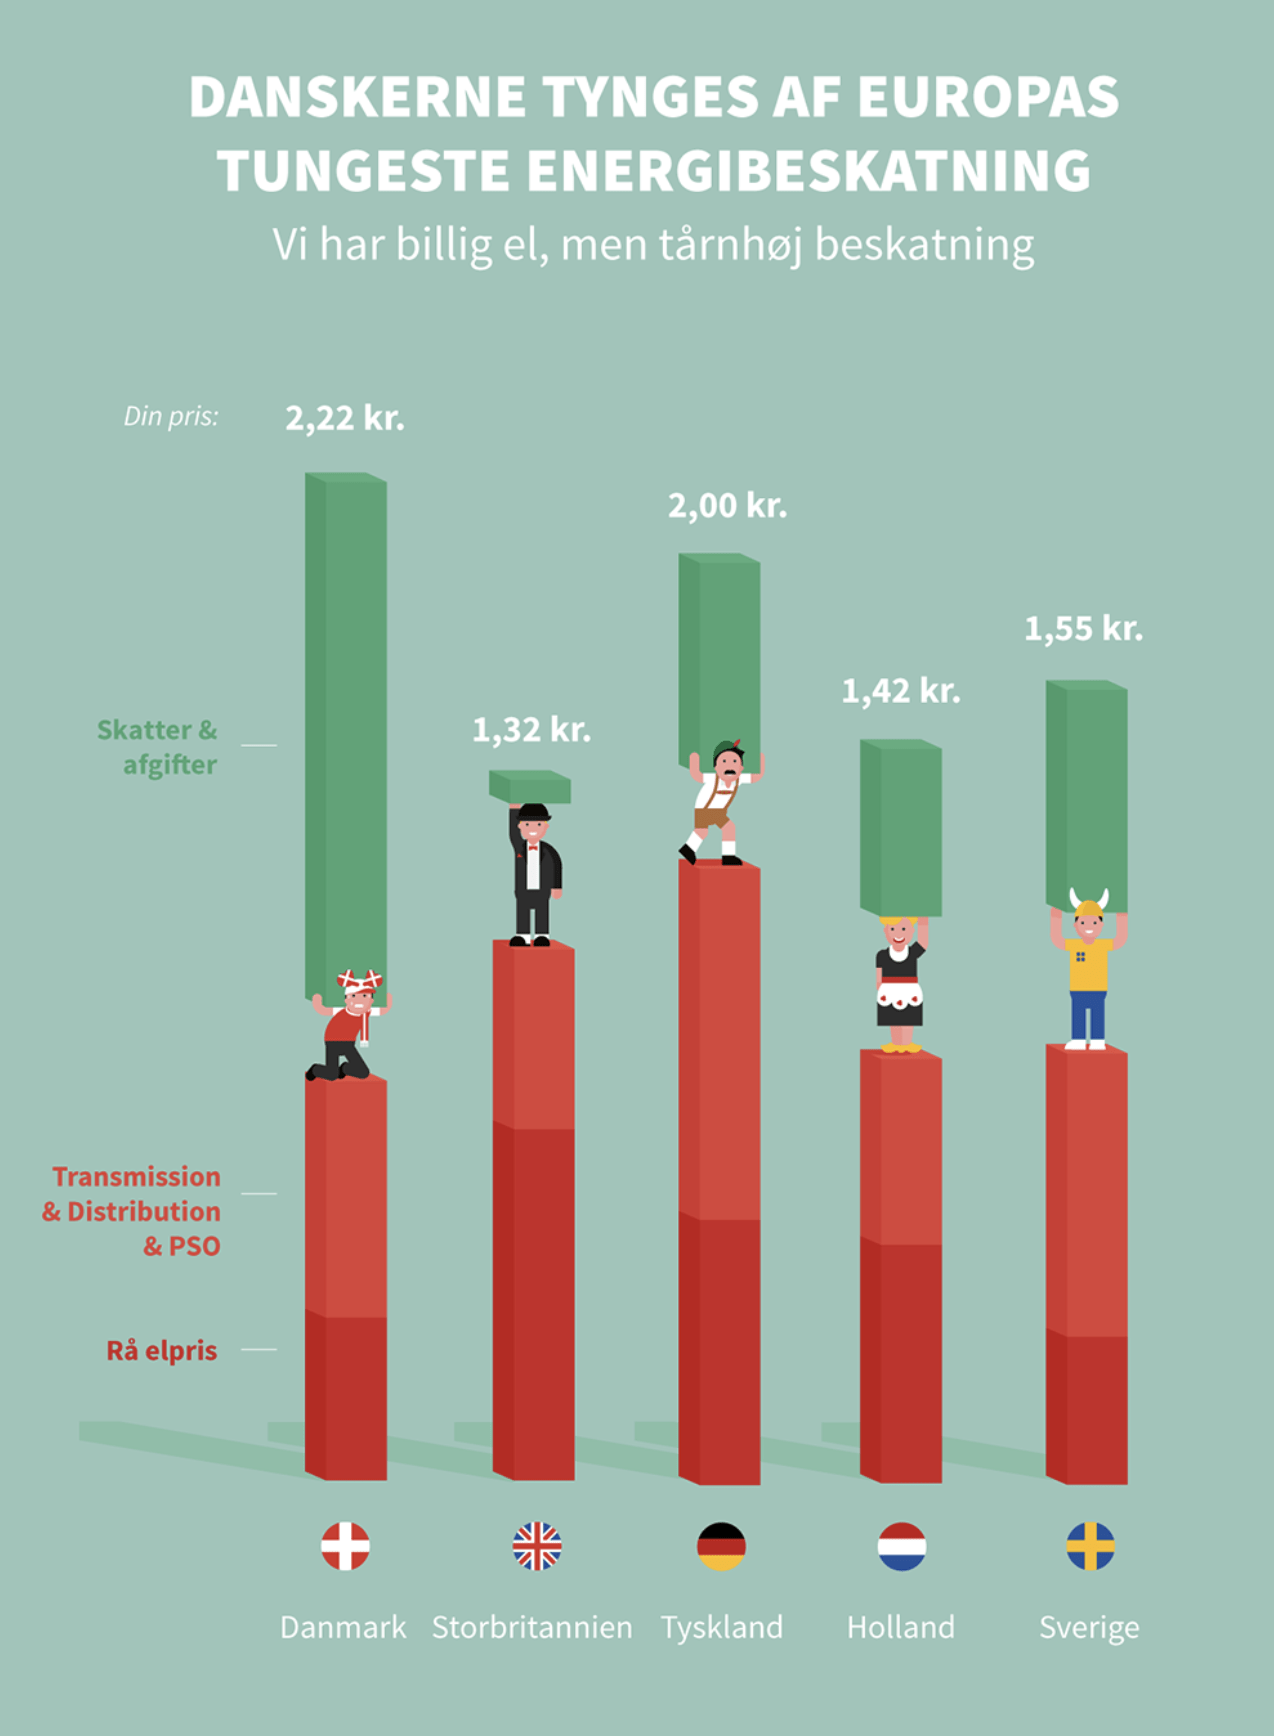 DANSKERNE TYNGES AF EUROPAS
TUNGESTE ENERGIBESKATNING
Vi har billig el, men tårnhøj beskatning
Din pris:
2,22 kr.
1,32 kr.
2,00 kr.
1,42 kr.
1,55 kr.
Skatter &
afgifter
Transmission
& Distribution
& PSO
Rå elpris
Danmark
Storbritannien
Tyskland
Holland
Sverige